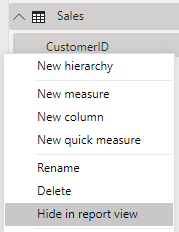 Sales
CustomerID
New hierarchy
New measure
New column
New quick measure
Rename
Delete
Hide in report view